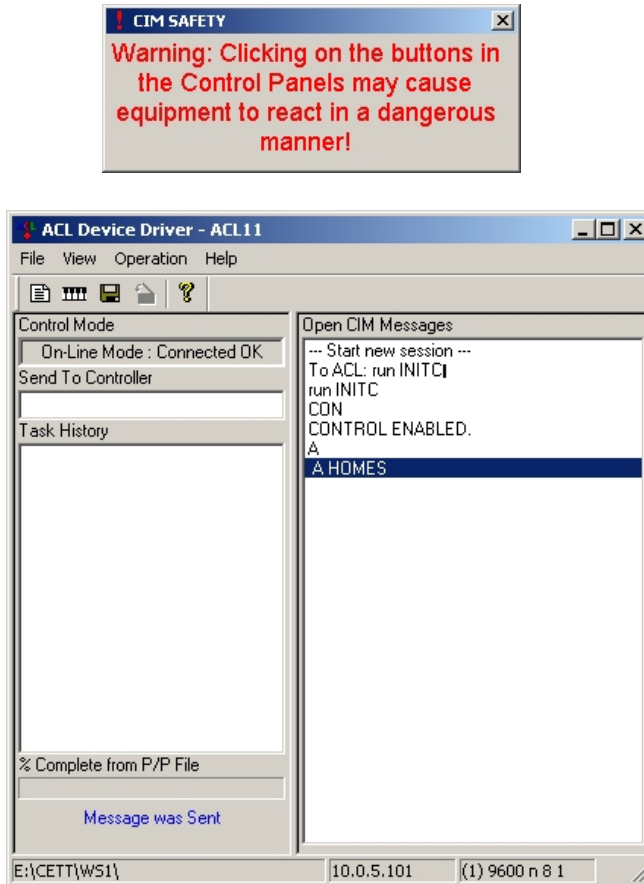 CIM SAFETY
Warning: Clicking on the buttons in
the Control Panels may cause
equipment to react in a dangerous
manner!
ACL Device Driver - ACL11
File View Operation Help
Control Mode
On-Line Mode : Connected OK
Send To Controller
Task History
% Complete from P/P File
Message was Sent
Open CIM Messages
--- Start new session ---
To ACL: run INITC
run INITC
CON
CONTROL ENABLED.
A
A HOMES
E:\CETT\WS1\ 10.0.5.101 (1) 9600 n 8 1